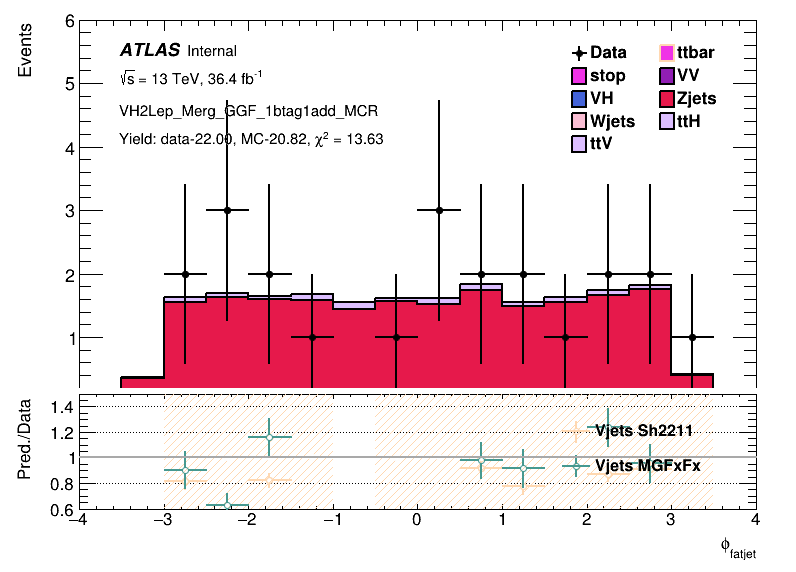 Events
6
5
4
3
2
1
ATLAS Internal
√s = 13 TeV, 36.4 fb-1
VH2Lep_Merg_GGF_1btag1add_MCR
Yield: data-22.00, MC-20.82, χ2 = 13.63
Data ttbar
stop VV
VH Zjets
Wjets ttH
ttV
Pred./Data
1.4
1.2
1
0.8
0.6
Vjets Sh2211
Vjets MGFxFx
−4 −3 −2 −1 0 1 2 3 4
ϕfatjet